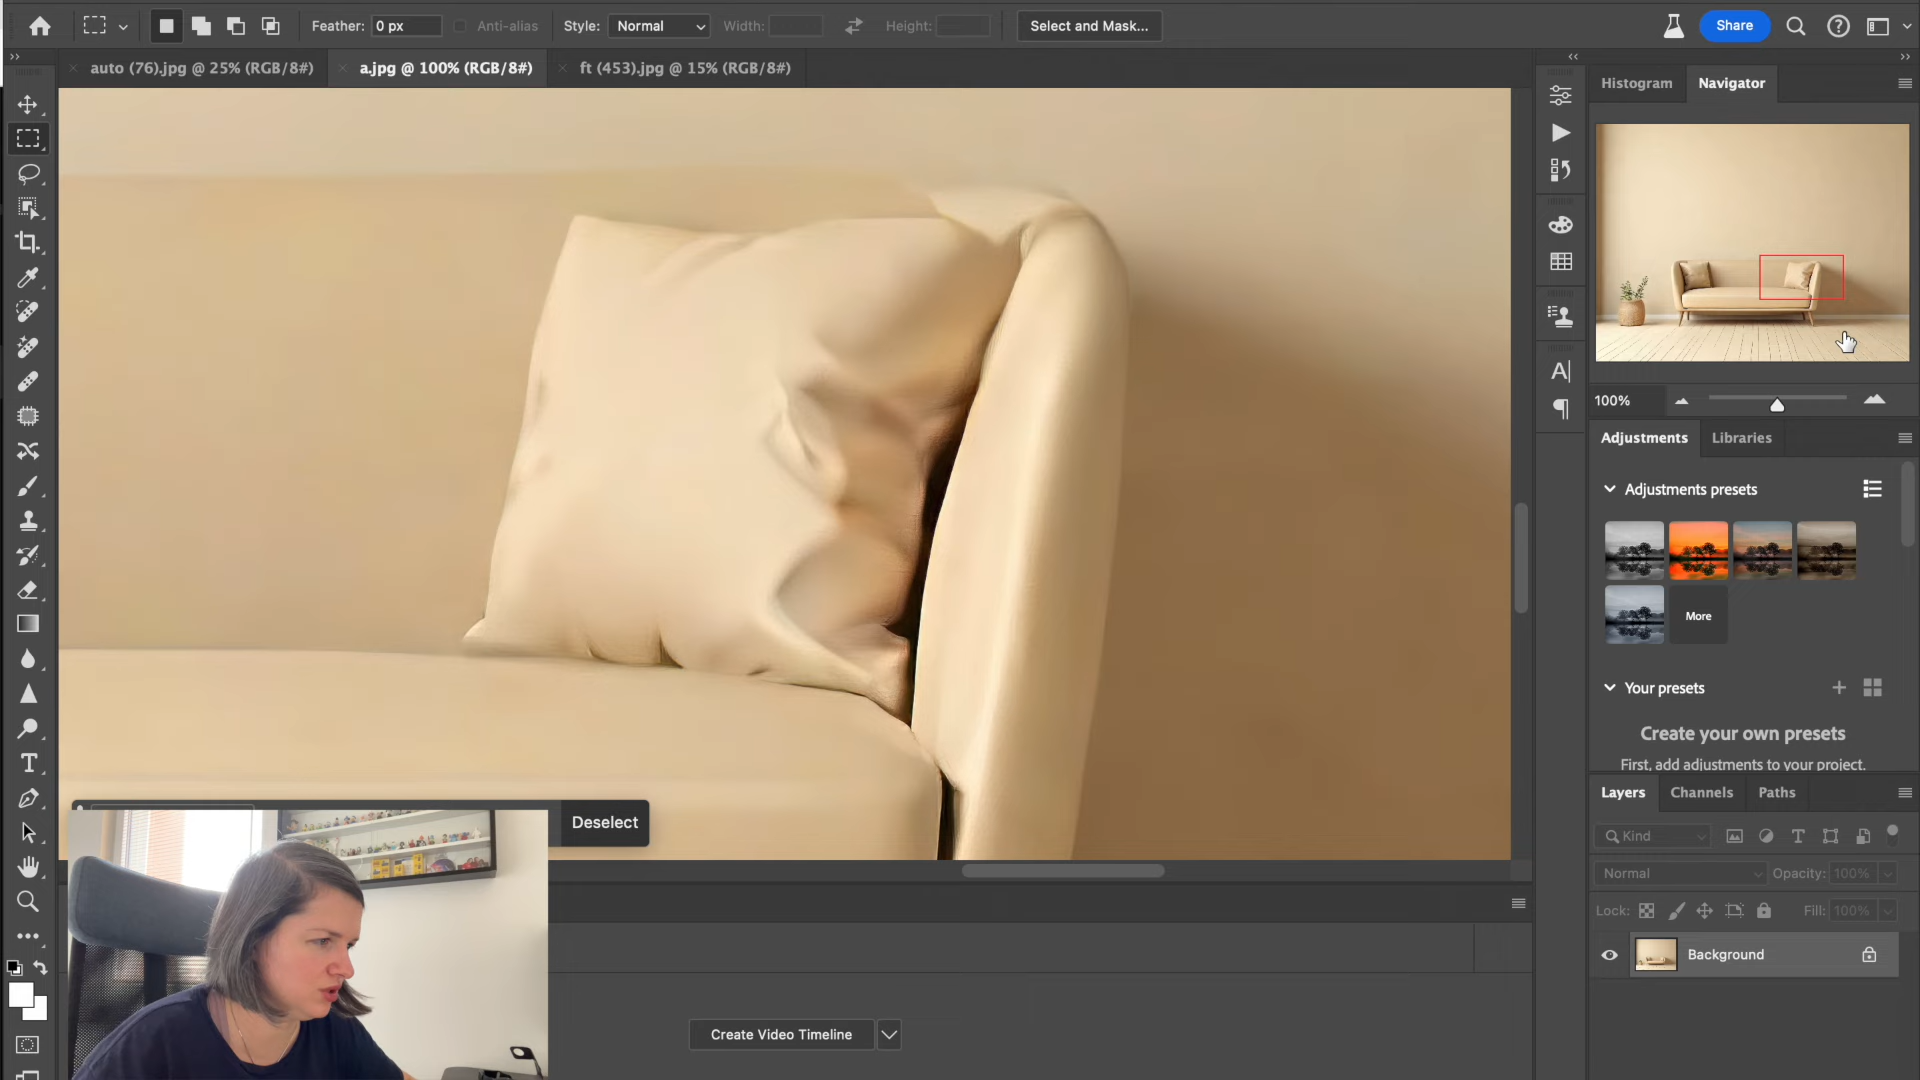 Feather: 0 px Anti-alias Style: Normal Width: Height: Select and Mask... Share
auto (76).jpg @ 25% (RGB/8#) a.jpg @ 100% (RGB/8#) ft (453).jpg @ 15% (RGB/8#)
Histogram Navigator
100%
Adjustments Libraries
Adjustments presets
More
Your presets
Create your own presets
First, add adjustments to your project.
Layers Channels Paths
Kind
Normal Opacity: 100%
Lock: Fill: 100%
Background
Deselect
Create Video Timeline